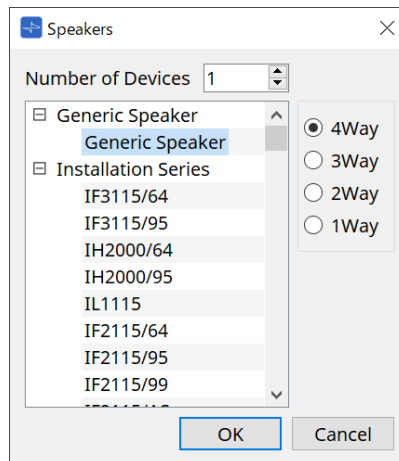 Speakers
Number of Devices 1
Generic Speaker
Generic Speaker
Installation Series
IF3115/64
IF3115/95
IH2000/64
IH2000/95
IL1115
IF2115/64
IF2115/95
IF2115/99
4Way
3Way
2Way
1Way
OK
Cancel